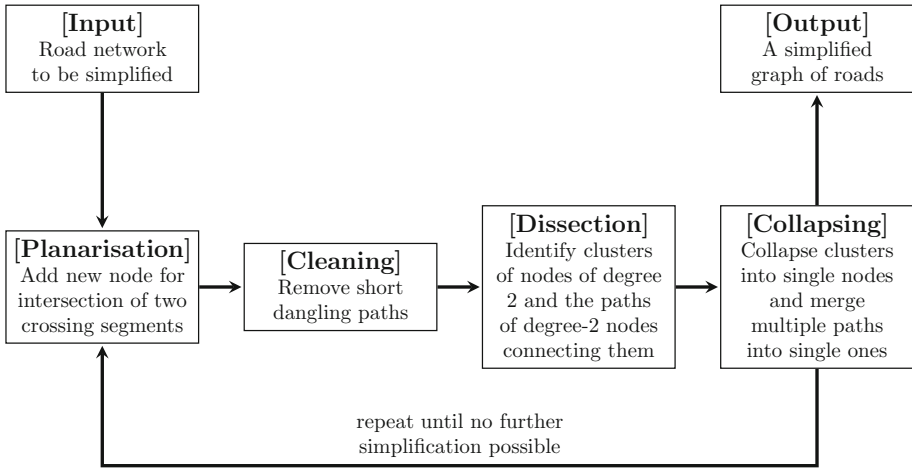 [Input]
Road network
to be simplified
[Output]
A simplified
graph of roads
[Planarisation]
Add new node for
intersection of two
crossing segments
[Cleaning]
Remove short
dangling paths
[Dissection]
Identify clusters
of nodes of degree
2 and the paths
of degree-2 nodes
connecting them
[Collapsing]
Collapse clusters
into single nodes
and merge
multiple paths
into single ones
repeat until no further
simplification possible